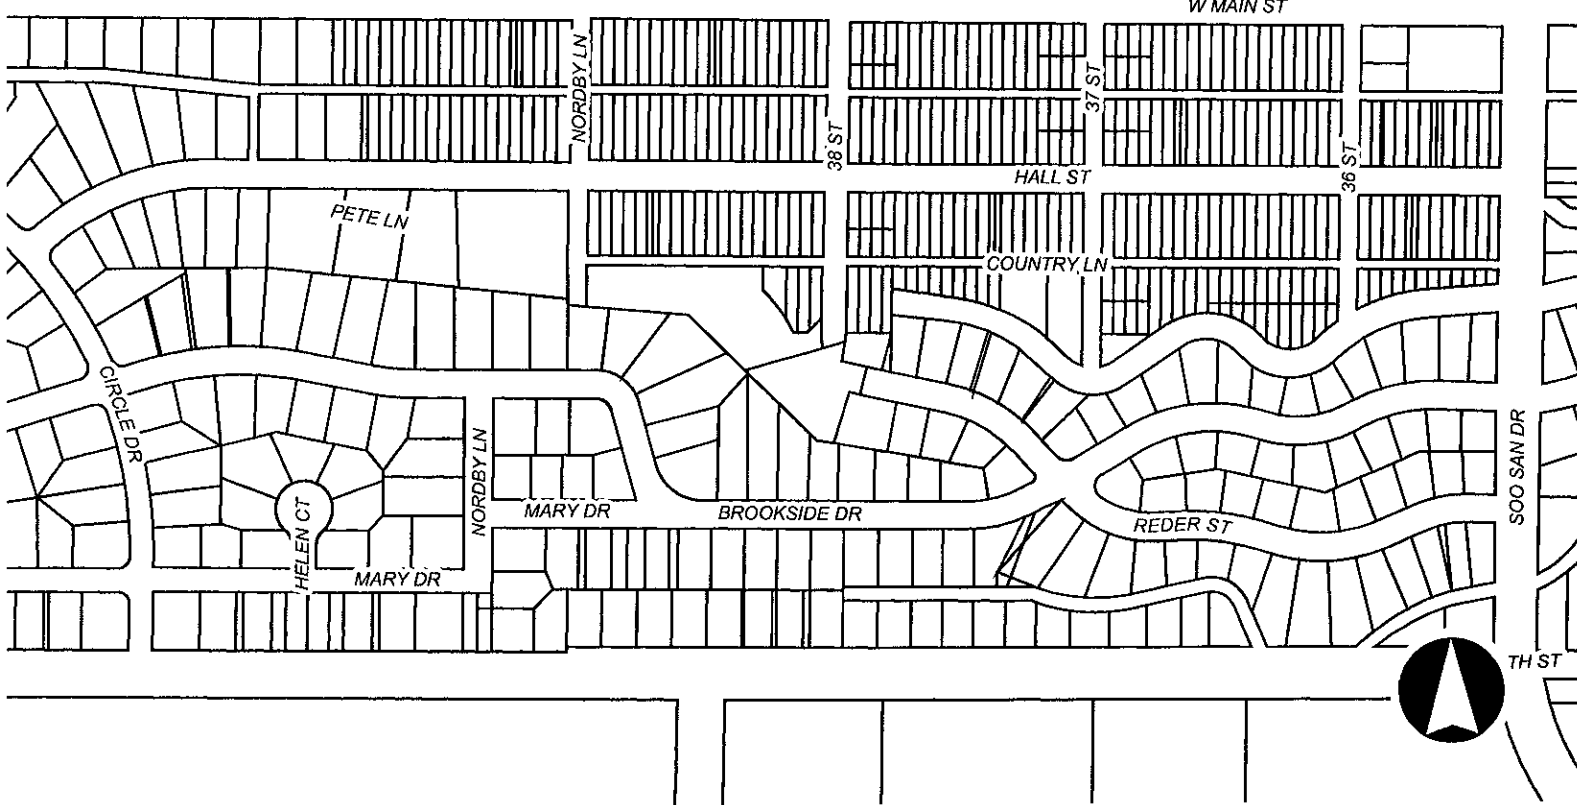 W MAIN ST
NORDBY LN
37 ST
38 ST
36 ST
HALL ST
PETE LN
COUNTRY LN
CIRCLE DR
NORDBY LN
SOO SAN DR
MARY DR
BROOKSIDE DR
REDER ST
HELEN CT
MARY DR
TH ST